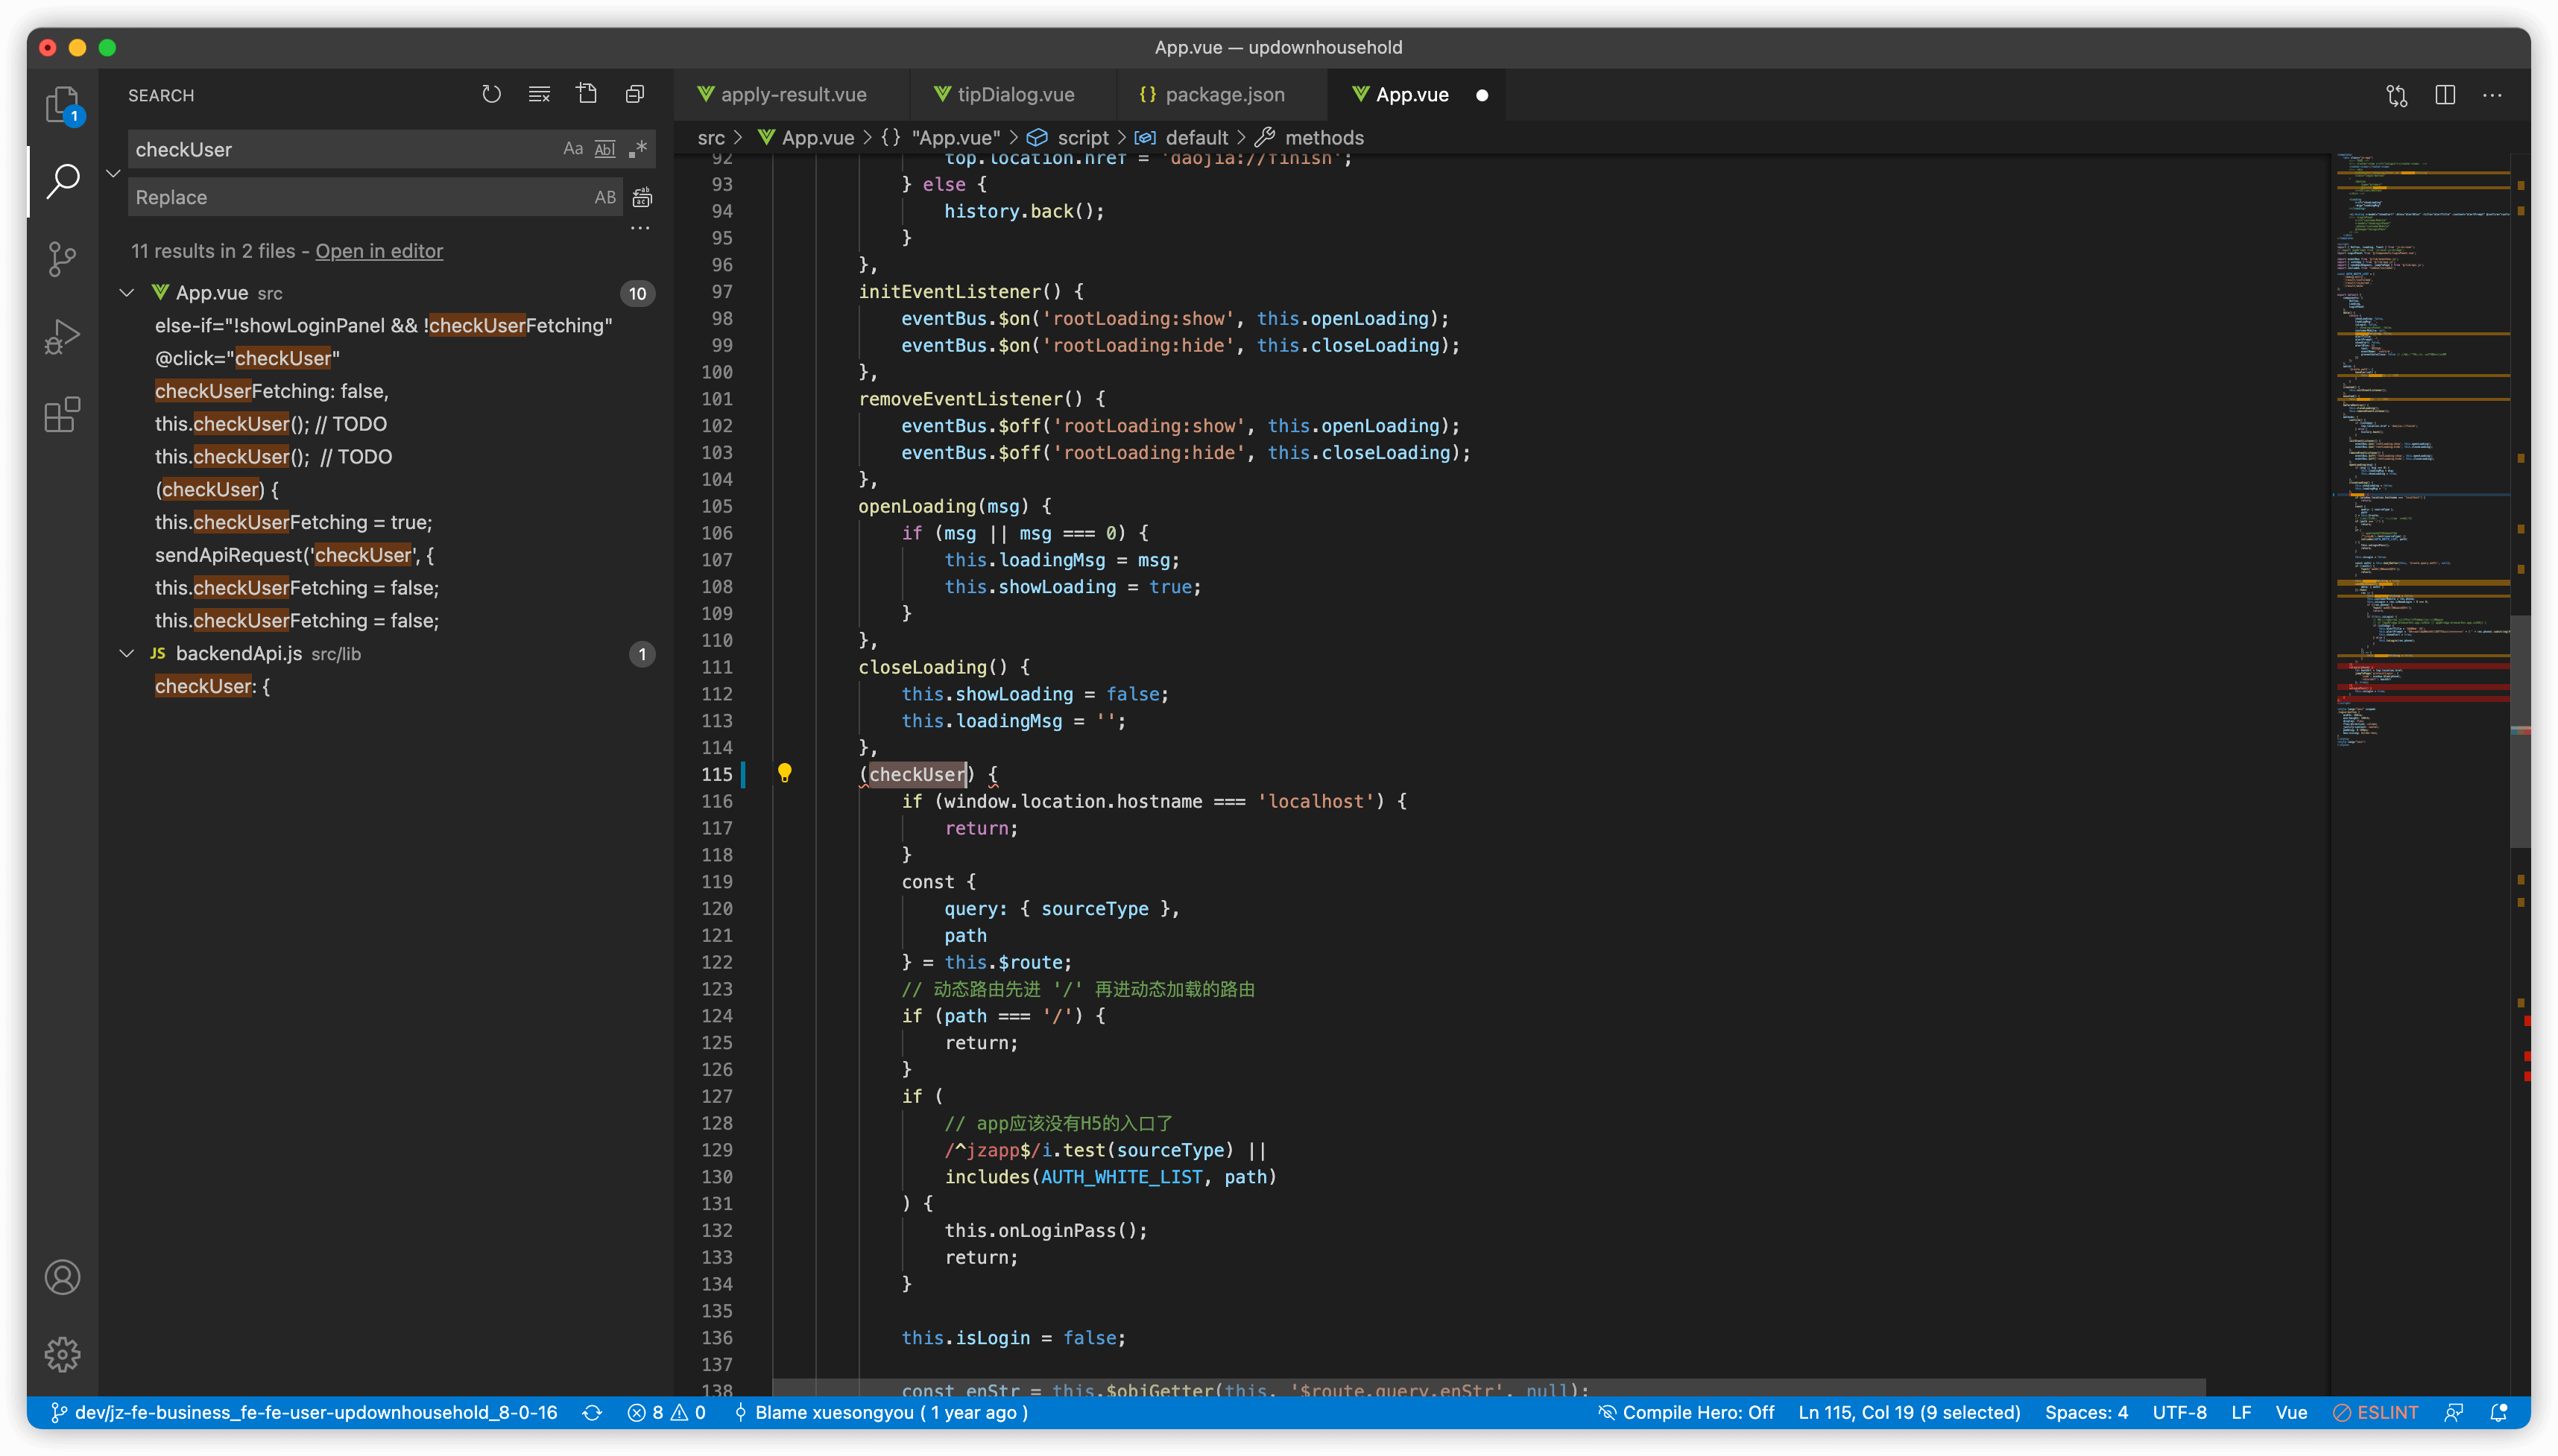 App.vue — updownhousehold
SEARCH
checkUser
Aa
Abl
.*
Replace
AB
11 results in 2 files - Open in editor
App.vue src
10
else-if="!showLoginPanel && !checkUserFetching"
@click="checkUser"
checkUserFetching: false,
this.checkUser(); // TODO
this.checkUser();  // TODO
(checkUser) {
this.checkUserFetching = true;
sendApiRequest('checkUser', {
this.checkUserFetching = false;
this.checkUserFetching = false;
JS backendApi.js src/lib
1
checkUser: {
1
apply-result.vue
tipDialog.vue
{} package.json
App.vue
src > App.vue > {} "App.vue" > script > default > methods
92 top.location.href = 'daojia://finish';
93 } else {
94 history.back();
95 }
96 },
97 initEventListener() {
98 eventBus.$on('rootLoading:show', this.openLoading);
99 eventBus.$on('rootLoading:hide', this.closeLoading);
100 },
101 removeEventListener() {
102 eventBus.$off('rootLoading:show', this.openLoading);
103 eventBus.$off('rootLoading:hide', this.closeLoading);
104 },
105 openLoading(msg) {
106 if (msg || msg === 0) {
107 this.loadingMsg = msg;
108 this.showLoading = true;
109 }
110 },
111 closeLoading() {
112 this.showLoading = false;
113 this.loadingMsg = '';
114 },
115 (checkUser) {
116 if (window.location.hostname === 'localhost') {
117 return;
118 }
119 const {
120 query: { sourceType },
121 path
122 } = this.$route;
123 // 动态路由先进 '/' 再进动态加载的路由
124 if (path === '/') {
125 return;
126 }
127 if (
128 // app应该没有H5的入口了
129 /^jzapp$/i.test(sourceType) ||
130 includes(AUTH_WHITE_LIST, path)
131 ) {
132 this.onLoginPass();
133 return;
134 }
135
136 this.isLogin = false;
137
138 const enStr = this.$objGetter(this, '$route.query.enStr', null);
dev/jz-fe-business_fe-fe-user-updownhousehold_8-0-16
8
0
Blame xuesongyou ( 1 year ago )
Compile Hero: Off
Ln 115, Col 19 (9 selected)
Spaces: 4
UTF-8
LF
Vue
ESLINT